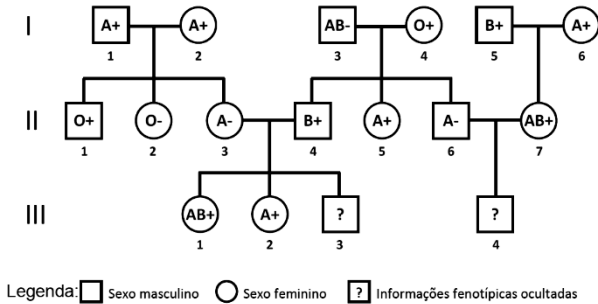 I
A+ A+ AB- O+ B+ A+
1 2 3 4 5 6
II
O+ O- A- B+ A+ A- AB+
1 2 3 4 5 6 7
III
AB+ A+ ? ?
1 2 3 4
Legenda: Sexo masculino Sexo feminino ? Informações fenotípicas ocultadas